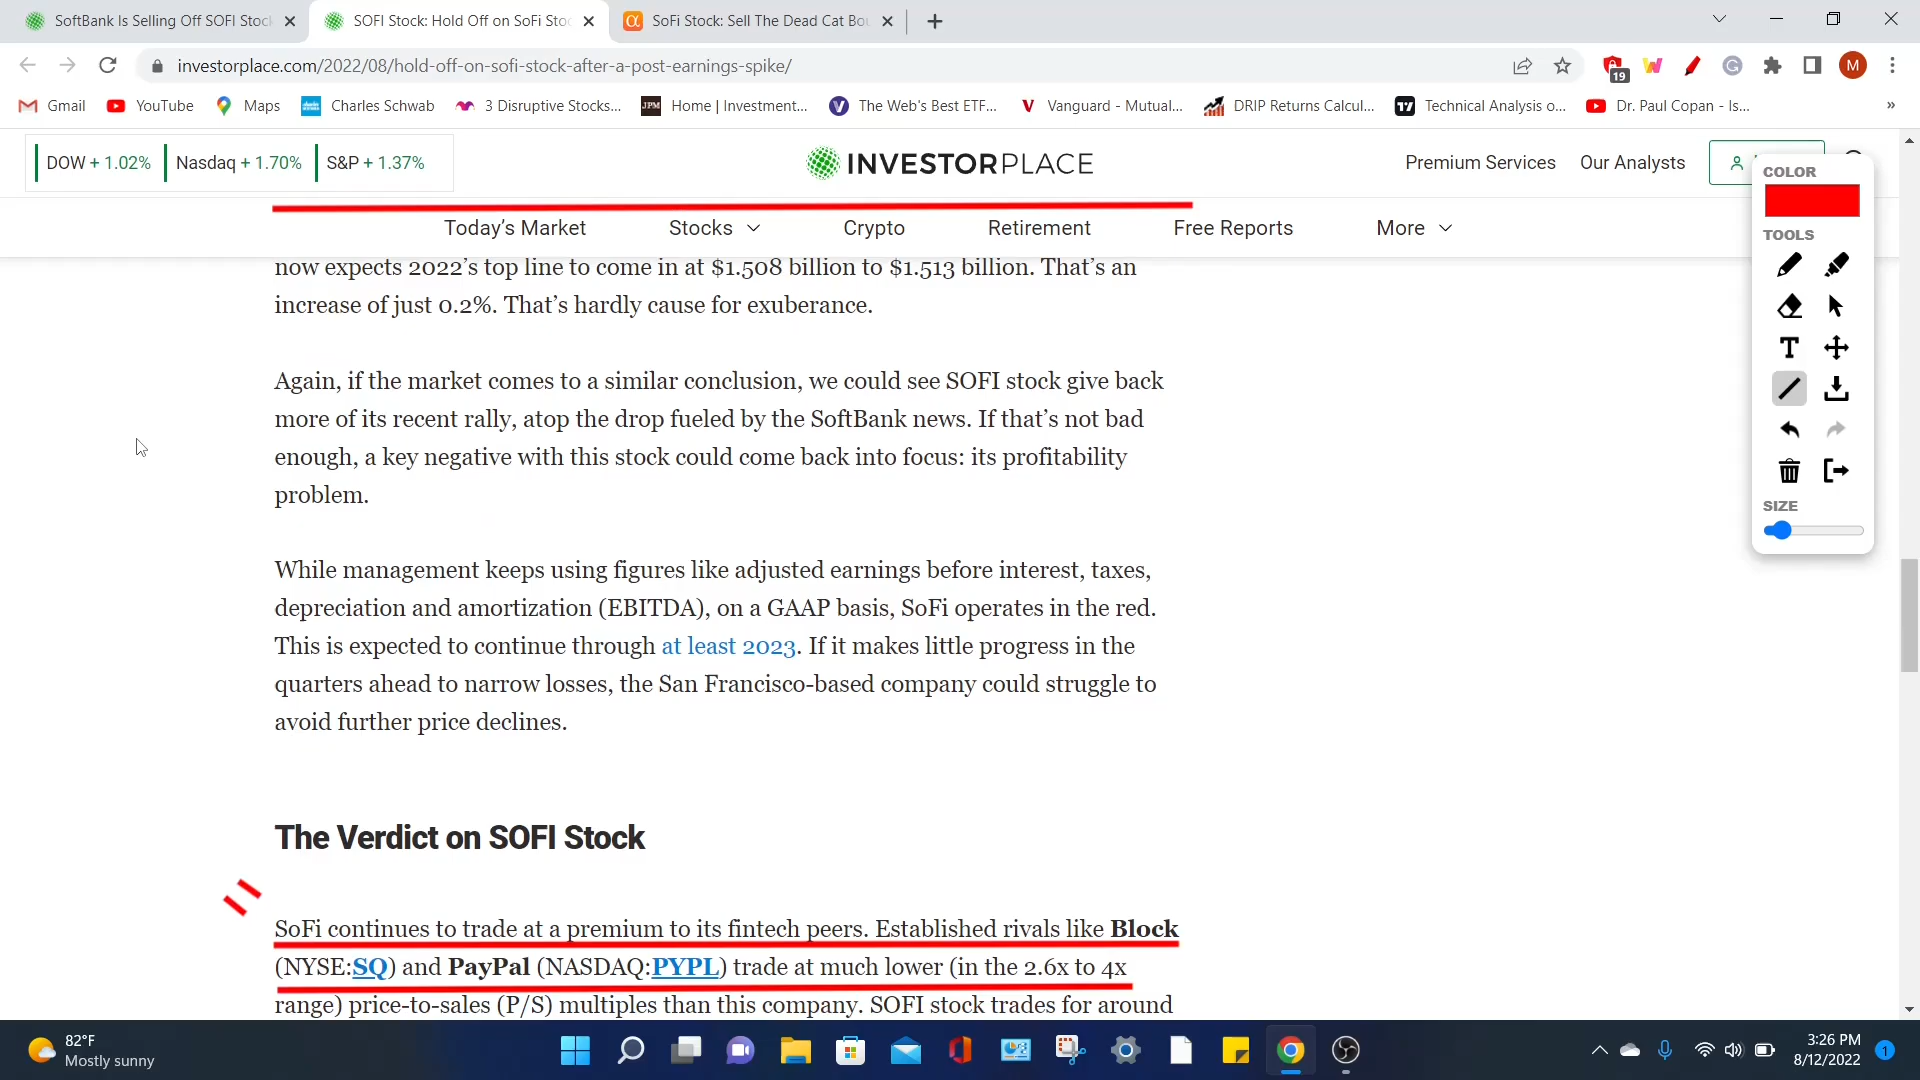 SoftBank Is Selling Off SOFI Stock
SOFI Stock: Hold Off on SoFi Stoc
SoFi Stock: Sell The Dead Cat Bou
investorplace.com/2022/08/hold-off-on-sofi-stock-after-a-post-earnings-spike/
19
M
Gmail
YouTube
Maps
Charles Schwab
3 Disruptive Stocks...
JPM
Home | Investment...
The Web's Best ETF...
Vanguard - Mutual...
DRIP Returns Calcul...
Technical Analysis o...
Dr. Paul Copan - Is...
»
DOW + 1.02%
Nasdaq + 1.70%
S&P + 1.37%
INVESTORPLACE
Premium Services
Our Analysts
COLOR
TOOLS
SIZE
Today's Market
Stocks
Crypto
Retirement
Free Reports
More
now expects 2022's top line to come in at $1.508 billion to $1.513 billion. That's an
increase of just 0.2%. That's hardly cause for exuberance.
Again, if the market comes to a similar conclusion, we could see SOFI stock give back
more of its recent rally, atop the drop fueled by the SoftBank news. If that's not bad
enough, a key negative with this stock could come back into focus: its profitability
problem.
While management keeps using figures like adjusted earnings before interest, taxes,
depreciation and amortization (EBITDA), on a GAAP basis, SoFi operates in the red.
This is expected to continue through at least 2023. If it makes little progress in the
quarters ahead to narrow losses, the San Francisco-based company could struggle to
avoid further price declines.
The Verdict on SOFI Stock
SoFi continues to trade at a premium to its fintech peers. Established rivals like Block
(NYSE:SQ) and PayPal (NASDAQ:PYPL) trade at much lower (in the 2.6x to 4x
range) price-to-sales (P/S) multiples than this company. SOFI stock trades for around
82°F
Mostly sunny
3:26 PM
8/12/2022
1